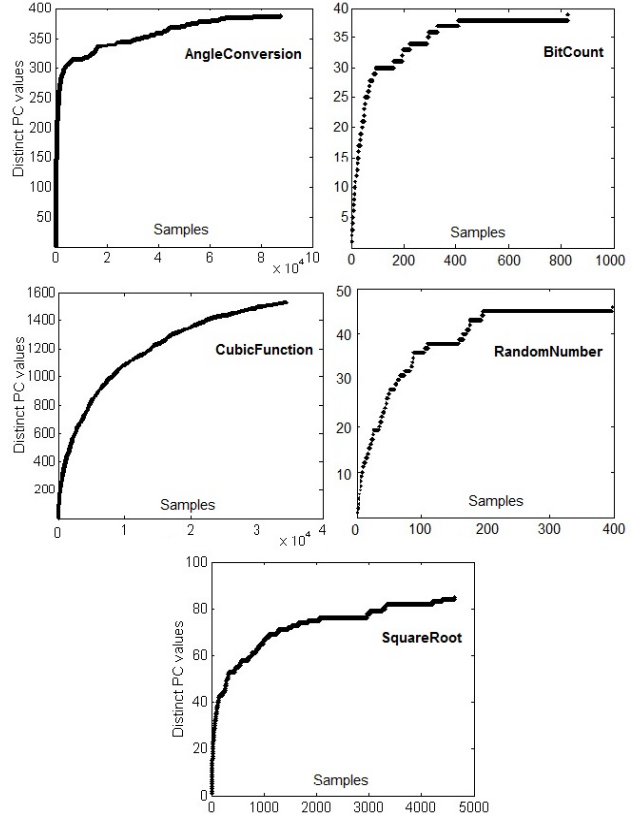 400
350
300
250
200
150
100
50
Distinct PC values
AngleConversion
Samples
0 2 4 6 8 10
× 10⁴
40
35
30
25
20
15
10
5
BitCount
Samples
0 200 400 600 800 1000
1600
1400
1200
1000
800
600
400
200
Distinct PC values
CubicFunction
Samples
0 1 2 3 4
× 10⁴
50
40
30
20
10
RandomNumber
Samples
0 100 200 300 400
100
80
60
40
20
0
Distinct PC values
SquareRoot
Samples
0 1000 2000 3000 4000 5000